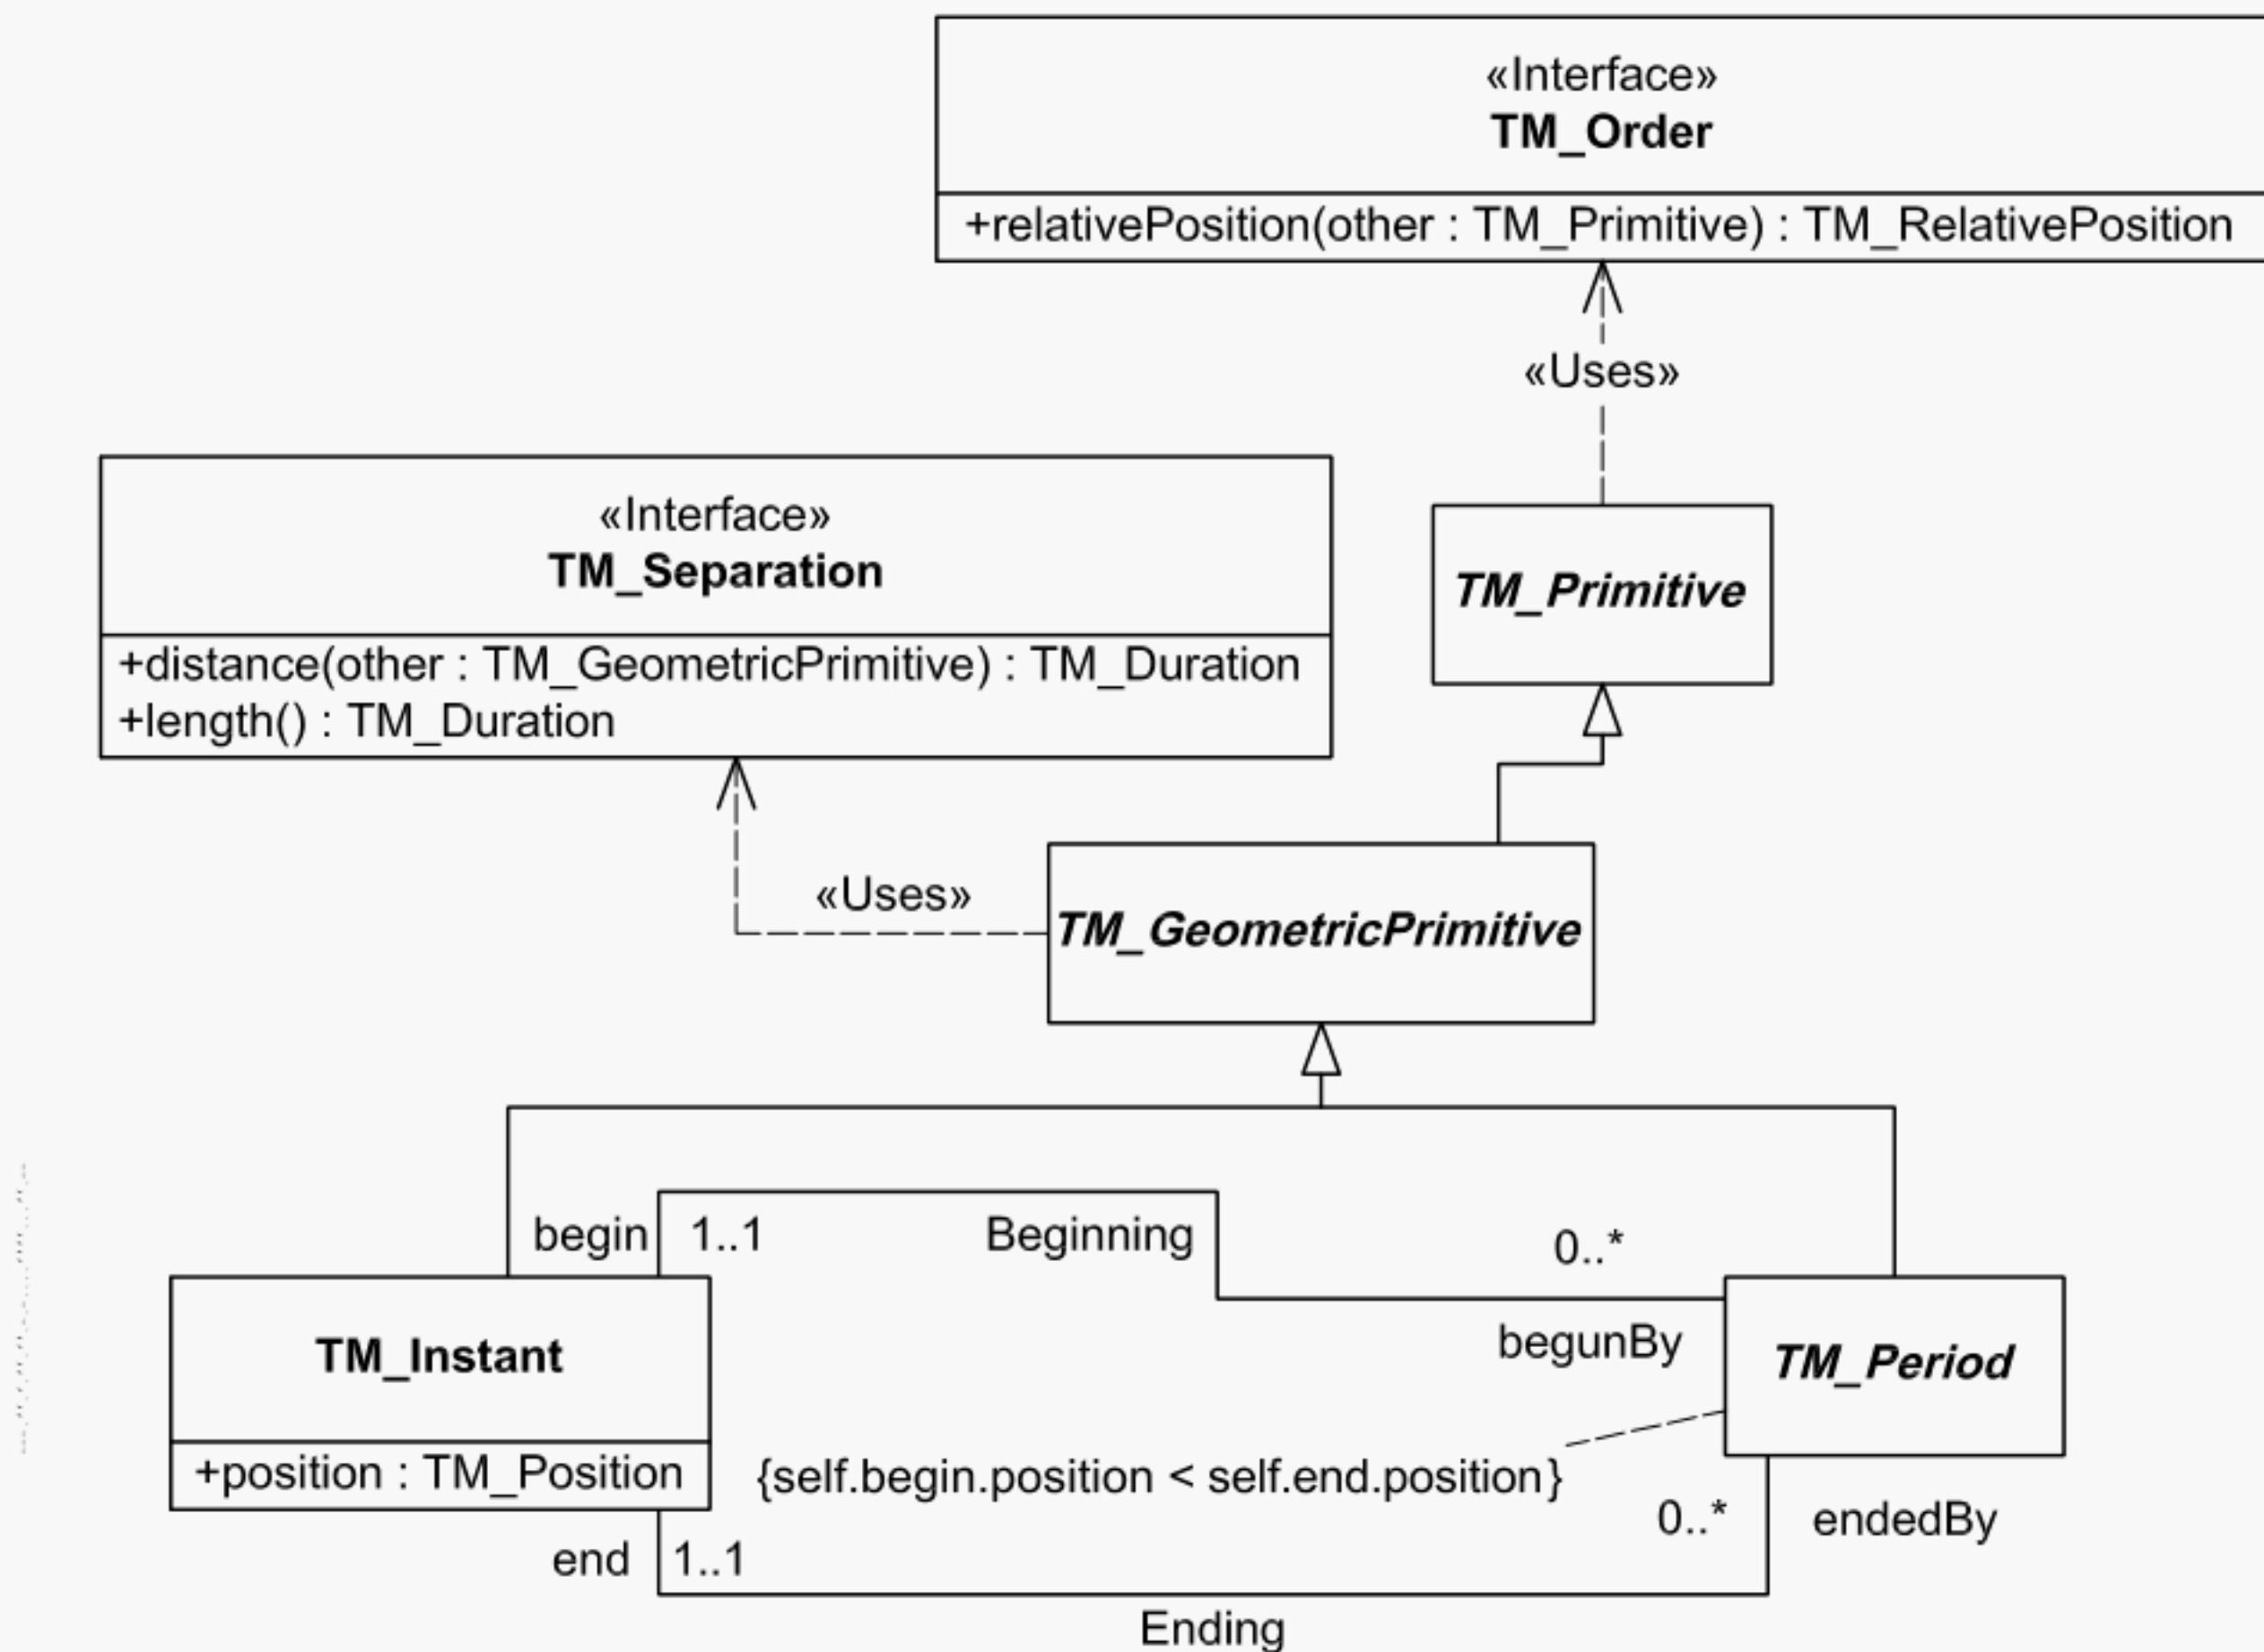 «Interface»
TM_Order
+relativePosition(other : TM_Primitive) : TM_RelativePosition
«Uses»
«Interface»
TM_Separation
+distance(other : TM_GeometricPrimitive) : TM_Duration
+length() : TM_Duration
TM_Primitive
«Uses»
TM_GeometricPrimitive
begin
1..1
Beginning
0..*
begunBy
TM_Instant
+position : TM_Position
TM_Period
{self.begin.position < self.end.position}
0..*
endedBy
end
1..1
Ending